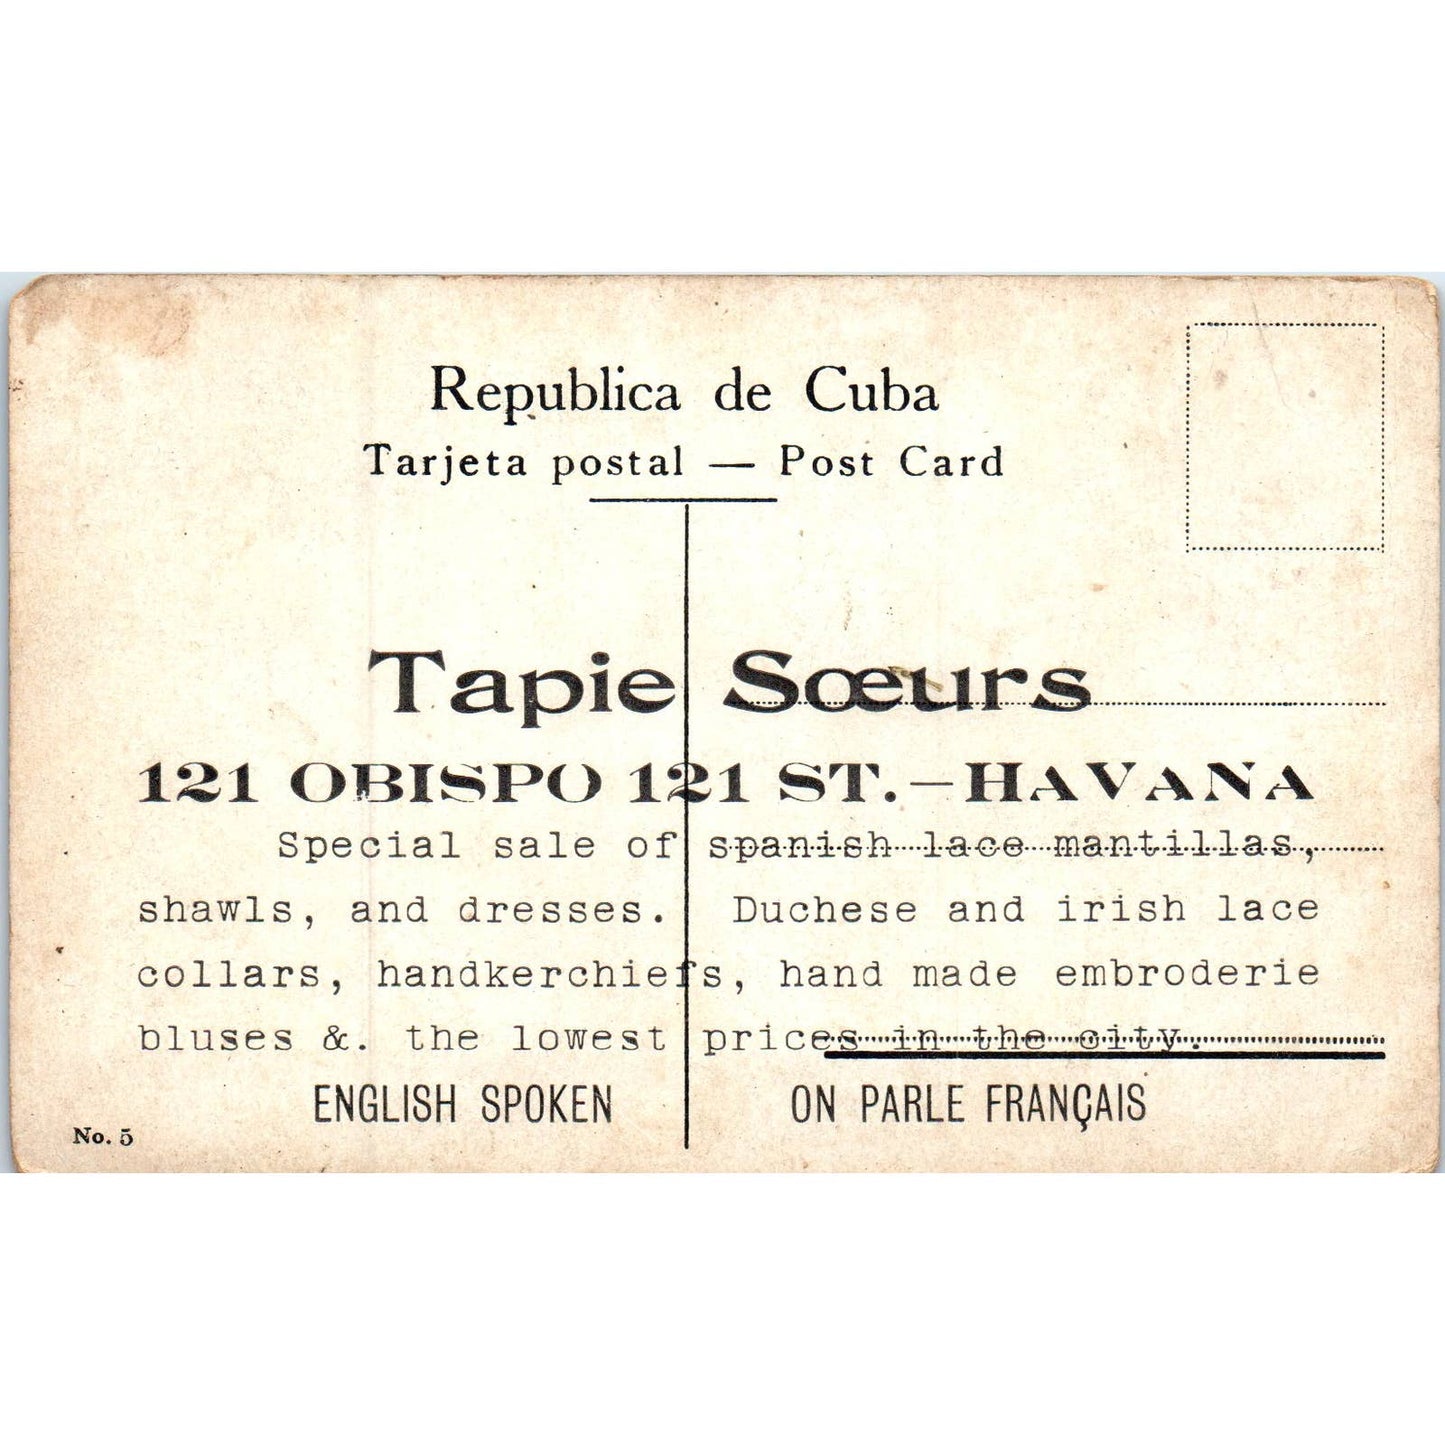 Republica de Cuba
Tarjeta postal — Post Card
Tapie Sœurs
121 OBISPO 121 ST.—HAVANA
Special sale of spanish lace mantillas,
shawls, and dresses. Duchese and irish lace
collars, handkerchiefs, hand made embroderie
bluses &. the lowest prices in the city.
ENGLISH SPOKEN ON PARLE FRANÇAIS
No. 5